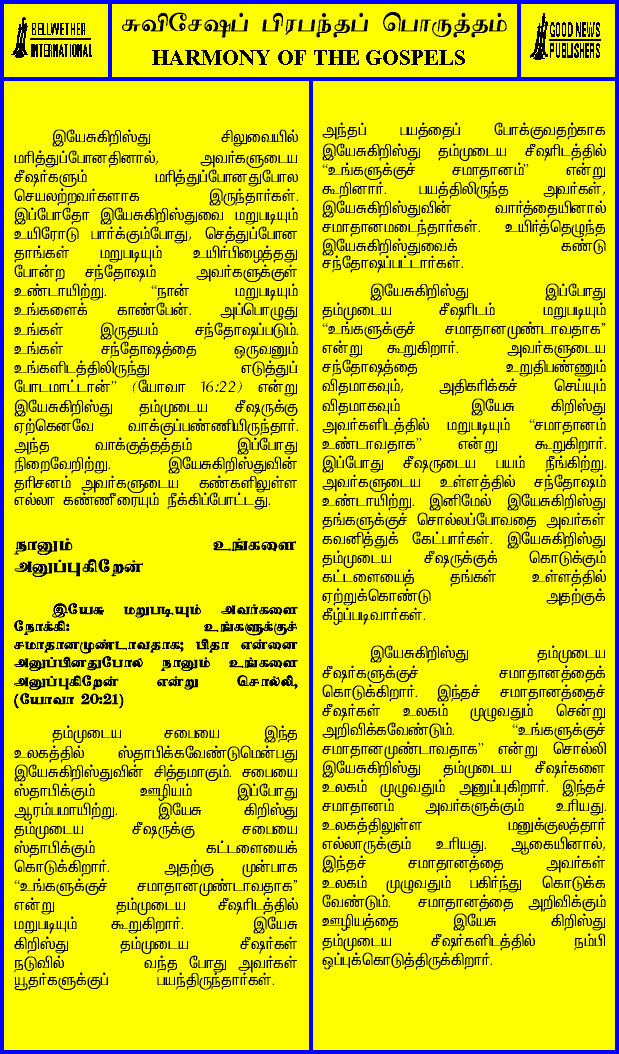 BELLWETHER
INTERNATIONAL
சுவிசேஷப் பிரபந்தப் பொருத்தம்
HARMONY OF THE GOSPELS
GOOD NEWS
PUBLISHERS
இயேசுகிறிஸ்து சிலுவையில்
மரித்துப்போனதினால், அவர்களுடைய
சீஷர்களும் மரித்துப்போனதுபோல
செயலற்றவர்களாக இருந்தார்கள்.
இப்போதோ இயேசுகிறிஸ்துவை மறுபடியும்
உயிரோடு பார்க்கும்போது, செத்துப்போன
தாங்கள் மறுபடியும் உயிர்பிழைத்தது
போன்ற சந்தோஷம் அவர்களுக்குள்
உண்டாயிற்று. “நான் மறுபடியும்
உங்களைக் காண்பேன். அப்பொழுது
உங்கள் இருதயம் சந்தோஷப்படும்.
உங்கள் சந்தோஷத்தை ஒருவனும்
உங்களிடத்திலிருந்து எடுத்துப்
போடமாட்டான்” (யோவா 16:22) என்று
இயேசுகிறிஸ்து தம்முடைய சீஷருக்கு
ஏற்கெனவே வாக்குப்பண்ணியிருந்தார்.
அந்த வாக்குத்தத்தம் இப்போது
நிறைவேறிற்று. இயேசுகிறிஸ்துவின்
தரிசனம் அவர்களுடைய கண்களிலுள்ள
எல்லா கண்ணீரையும் நீக்கிப்போட்டது.
நானும் உங்களை
அனுப்புகிறேன்
இயேசு மறுபடியும் அவர்களை
நோக்கி: உங்களுக்குச்
சமாதானமுண்டாவதாக; பிதா என்னை
அனுப்பினதுபோல நானும் உங்களை
அனுப்புகிறேன் என்று சொல்லி,
(யோவா 20:21)
தம்முடைய சபையை இந்த
உலகத்தில் ஸ்தாபிக்கவேண்டுமென்பது
இயேசுகிறிஸ்துவின் சித்தமாகும். சபையை
ஸ்தாபிக்கும் ஊழியம் இப்போது
ஆரம்பமாயிற்று. இயேசு கிறிஸ்து
தம்முடைய சீஷருக்கு சபையை
ஸ்தாபிக்கும் கட்டளையைக்
கொடுக்கிறார். அதற்கு முன்பாக
“உங்களுக்குச் சமாதானமுண்டாவதாக”
என்று தம்முடைய சீஷரிடத்தில்
மறுபடியும் கூறுகிறார். இயேசு
கிறிஸ்து தம்முடைய சீஷர்கள்
நடுவில் வந்த போது அவர்கள்
யூதர்களுக்குப் பயந்திருந்தார்கள்.
அந்தப் பயத்தைப் போக்குவதற்காக
இயேசுகிறிஸ்து தம்முடைய சீஷரிடத்தில்
“உங்களுக்குச் சமாதானம்” என்று
கூறினார். பயத்திலிருந்த அவர்கள்,
இயேசுகிறிஸ்துவின் வார்த்தையினால்
சமாதானமடைந்தார்கள். உயிர்த்தெழுந்த
இயேசுகிறிஸ்துவைக் கண்டு
சந்தோஷப்பட்டார்கள்.
இயேசுகிறிஸ்து இப்போது
தம்முடைய சீஷரிடம் மறுபடியும்
“உங்களுக்குச் சமாதானமுண்டாவதாக”
என்று கூறுகிறார். அவர்களுடைய
சந்தோஷத்தை உறுதிபண்ணும்
விதமாகவும், அதிகரிக்கச் செய்யும்
விதமாகவும் இயேசு கிறிஸ்து
அவர்களிடத்தில் மறுபடியும் “சமாதானம்
உண்டாவதாக” என்று கூறுகிறார்.
இப்போது சீஷருடைய பயம் நீங்கிற்று.
அவர்களுடைய உள்ளத்தில் சந்தோஷம்
உண்டாயிற்று. இனிமேல் இயேசுகிறிஸ்து
தங்களுக்குச் சொல்லப்போவதை அவர்கள்
கவனித்துக் கேட்பார்கள். இயேசுகிறிஸ்து
தம்முடைய சீஷருக்குக் கொடுக்கும்
கட்டளையைத் தங்கள் உள்ளத்தில்
ஏற்றுக்கொண்டு அதற்குக்
கீழ்ப்படிவார்கள்.
இயேசுகிறிஸ்து தம்முடைய
சீஷர்களுக்குச் சமாதானத்தைக்
கொடுக்கிறார். இந்தச் சமாதானத்தைச்
சீஷர்கள் உலகம் முழுவதும் சென்று
அறிவிக்கவேண்டும். “உங்களுக்குச்
சமாதானமுண்டாவதாக” என்று சொல்லி
இயேசுகிறிஸ்து தம்முடைய சீஷர்களை
உலகம் முழுவதும் அனுப்புகிறார். இந்தச்
சமாதானம் அவர்களுக்கும் உரியது.
உலகத்திலுள்ள மனுக்குலத்தார்
எல்லாருக்கும் உரியது. ஆகையினால்,
இந்தச் சமாதானத்தை அவர்கள்
உலகம் முழுவதும் பகிர்ந்து கொடுக்க
வேண்டும். சமாதானத்தை அறிவிக்கும்
ஊழியத்தை இயேசு கிறிஸ்து
தம்முடைய சீஷர்களிடத்தில் நம்பி
ஒப்புக்கொடுத்திருக்கிறார்.